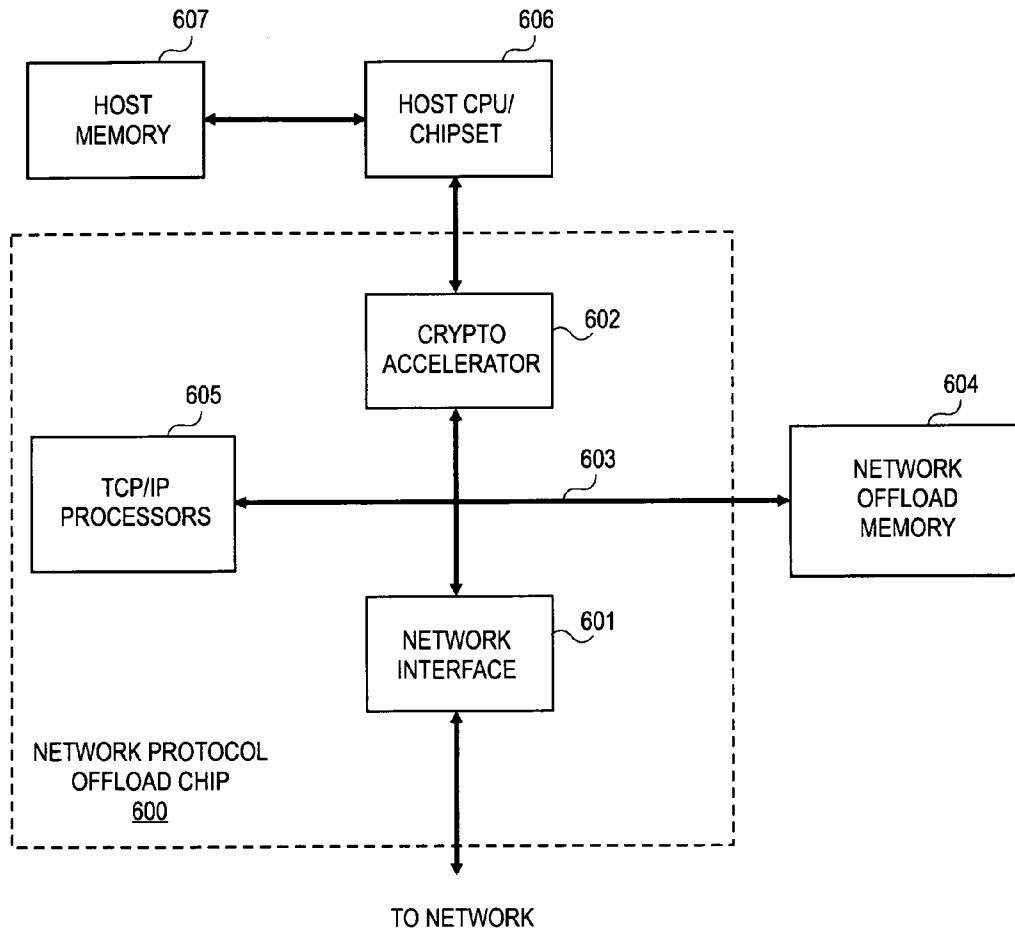 607
606
HOST
MEMORY
HOST CPU/
CHIPSET
CRYPTO
ACCELERATOR
602
605
604
TCP/IP
PROCESSORS
603
NETWORK
OFFLOAD
MEMORY
NETWORK
INTERFACE
601
NETWORK PROTOCOL
OFFLOAD CHIP
600
TO NETWORK